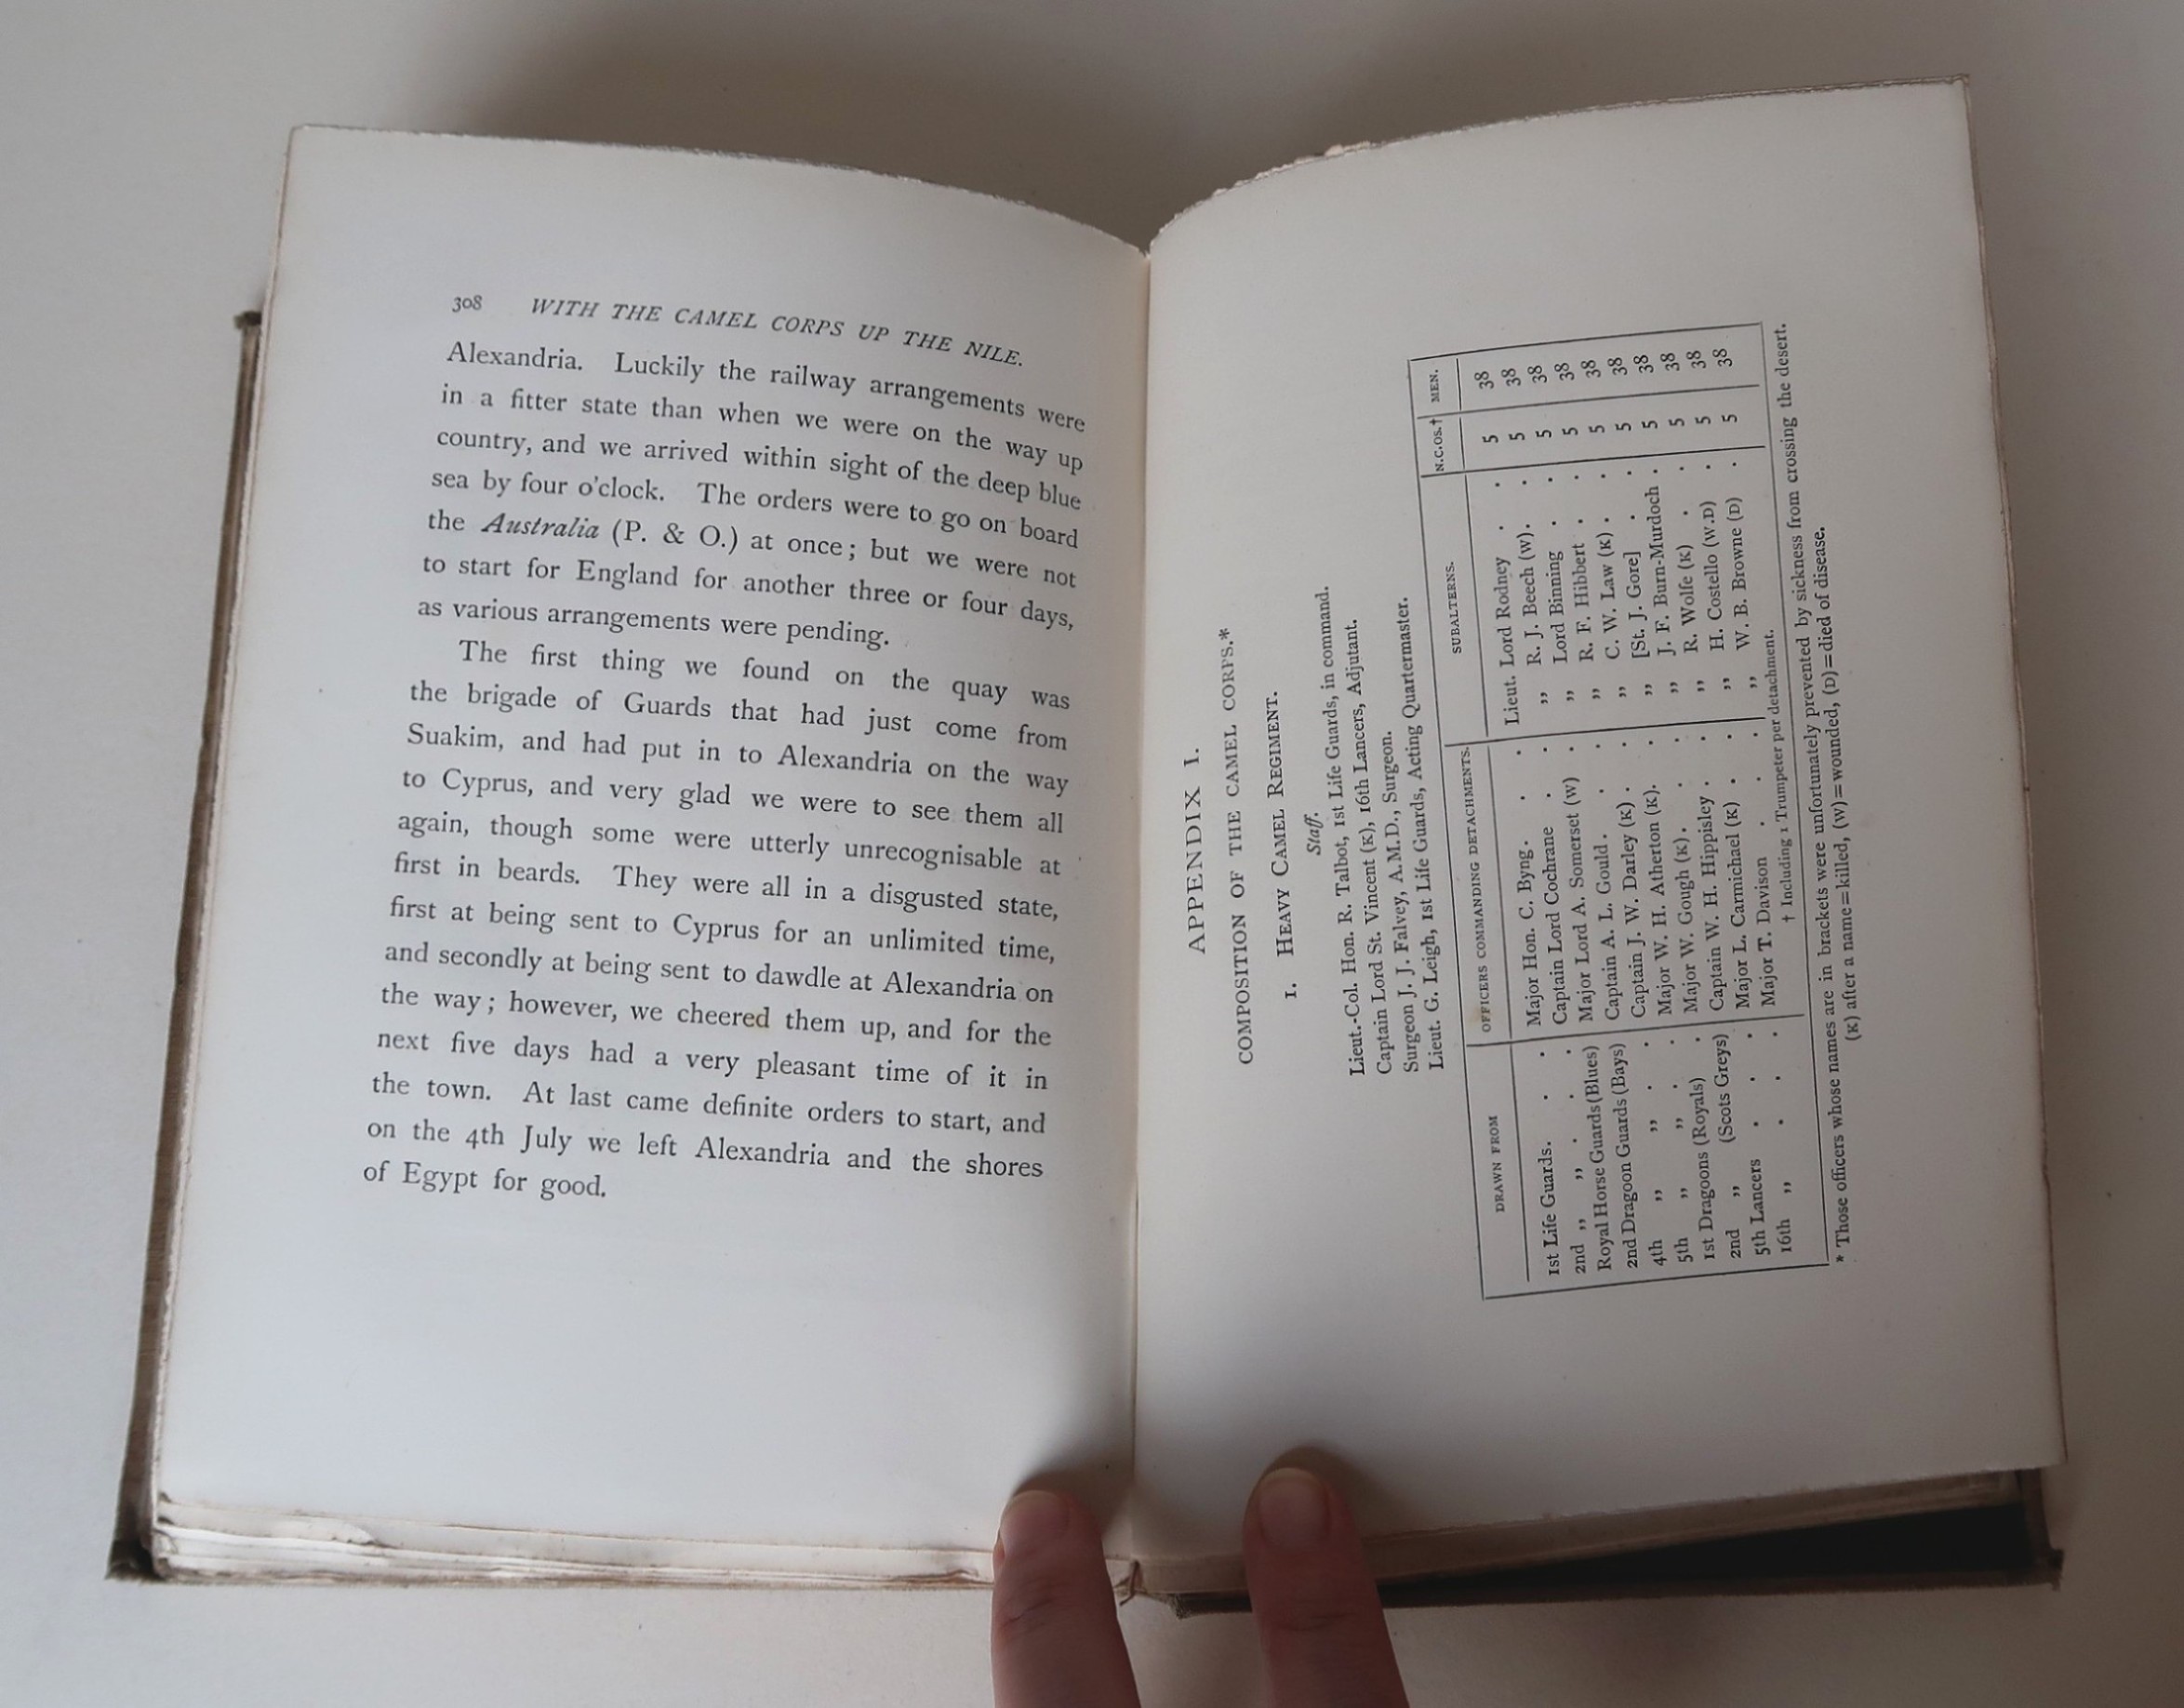 308 WITH THE CAMEL CORPS UP THE NILE.
Alexandria. Luckily the railway arrangements were
in a fitter state than when we were on the way up
country, and we arrived within sight of the deep blue
sea by four o'clock. The orders were to go on board
the Australia (P. & O.) at once; but we were not
to start for England for another three or four days,
as various arrangements were pending.
The first thing we found on the quay was
the brigade of Guards that had just come from
Suakim, and had put in to Alexandria on the way
to Cyprus, and very glad we were to see them all
again, though some were utterly unrecognisable at
first in beards. They were all in a disgusted state,
first at being sent to Cyprus for an unlimited time,
and secondly at being sent to dawdle at Alexandria on
the way; however, we cheered them up, and for the
next five days had a very pleasant time of it in
the town. At last came definite orders to start, and
on the 4th July we left Alexandria and the shores
of Egypt for good.
APPENDIX I.
COMPOSITION OF THE CAMEL CORPS.*
1. HEAVY CAMEL REGIMENT.
Staff.
Lieut.-Col. Hon. R. Talbot, 1st Life Guards, in command.
Captain Lord St. Vincent (K), 16th Lancers, Adjutant.
Surgeon J. J. Falvey, A.M.D., Surgeon.
Lieut. G. Leigh, 1st Life Guards, Acting Quartermaster.
DRAWN FROM OFFICERS COMMANDING DETACHMENTS. SUBALTERNS. N.C.OS.† MEN.
1st Life Guards. . . Major Hon. C. Byng. . . Lieut. Lord Rodney . . 5 38
2nd ,, ,, . . . Captain Lord Cochrane . . ,, R. J. Beech (W). . 5 38
Royal Horse Guards (Blues) Major Lord A. Somerset (W) . ,, Lord Binning . . 5 38
2nd Dragoon Guards (Bays) Captain A. L. Gould . . . ,, R. F. Hibbert . . 5 38
4th ,, ,, . . Captain J. W. Darley (K) . . ,, C. W. Law (K) . . 5 38
5th ,, ,, . . Major W. H. Atherton (K). . ,, [St. J. Gore] . . 5 38
1st Dragoons (Royals) . Major W. Gough (K) . . . ,, J. F. Burn-Murdoch . 5 38
2nd ,, (Scots Greys) Captain W. H. Hippisley . . ,, R. Wolfe (K) . . 5 38
5th Lancers . . . Major L. Carmichael (K) . . ,, H. Costello (W.D) . 5 38
16th ,, . . . Major T. Davison . . . ,, W. B. Browne (D) . 5 38
† Including 1 Trumpeter per detachment.
* Those officers whose names are in brackets were unfortunately prevented by sickness from crossing the desert.
(K) after a name=killed, (W)=wounded, (D)=died of disease.